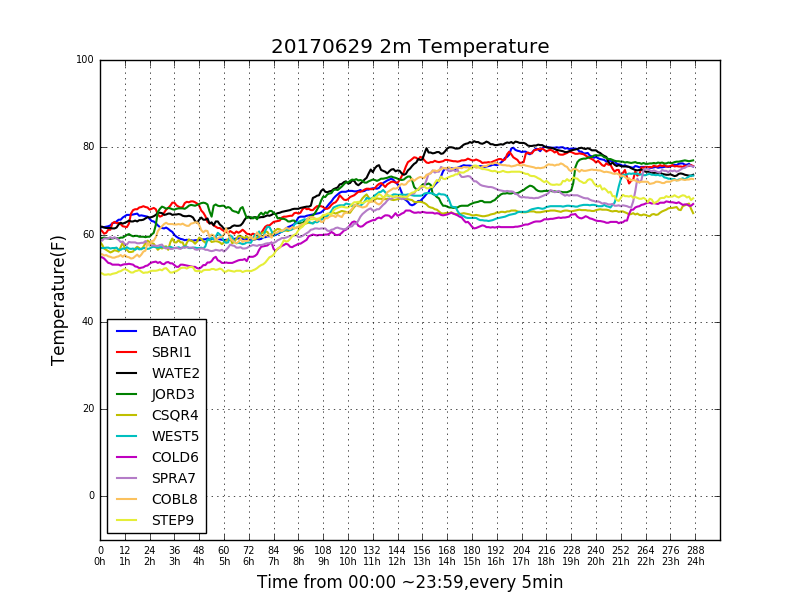 20170629 2m Temperature
100
80
60
40
20
0
Temperature(F)
BATA0
SBRI1
WATE2
JORD3
CSQR4
WEST5
COLD6
SPRA7
COBL8
STEP9
0 12 24 36 48 60 72 84 96 108 120 132 144 156 168 180 192 204 216 228 240 252 264 276 288
0h 1h 2h 3h 4h 5h 6h 7h 8h 9h 10h 11h 12h 13h 14h 15h 16h 17h 18h 19h 20h 21h 22h 23h 24h
Time from 00:00 ~23:59,every 5min